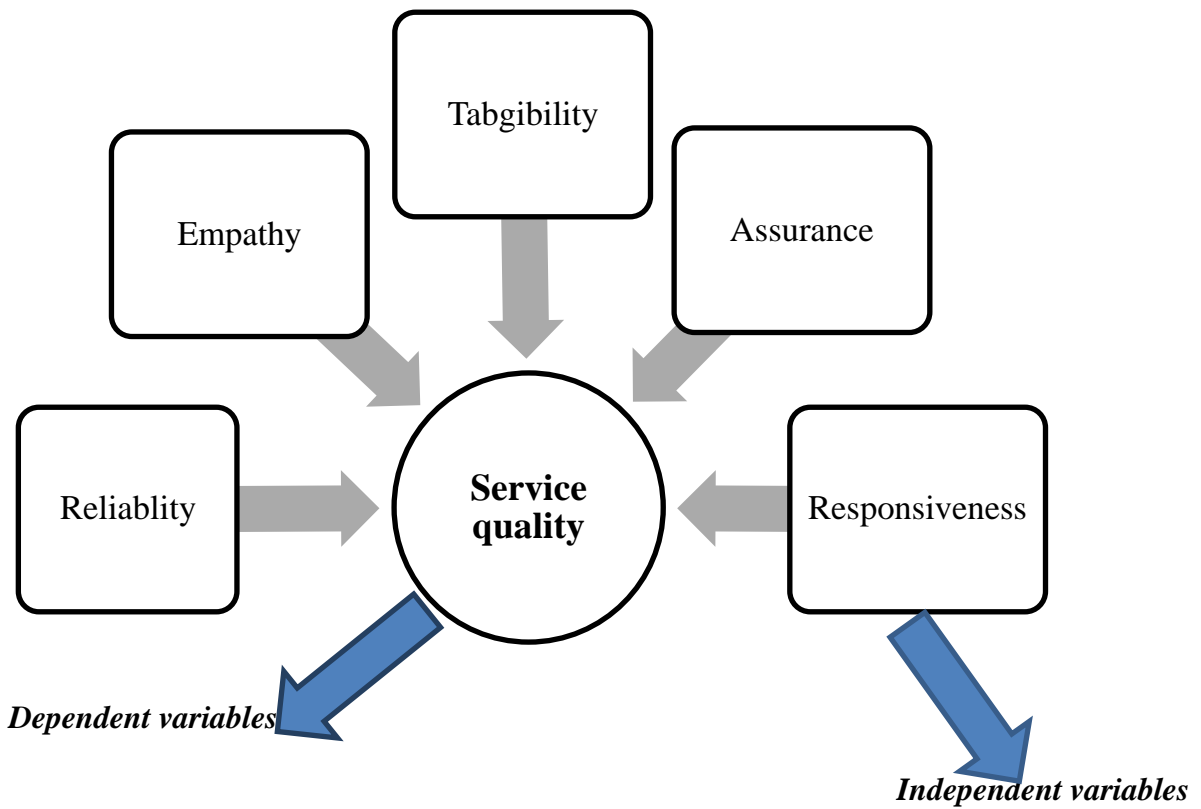 Tabgibility
Empathy
Assurance
Reliablity
Service
quality
Responsiveness
Dependent variables
Independent variables